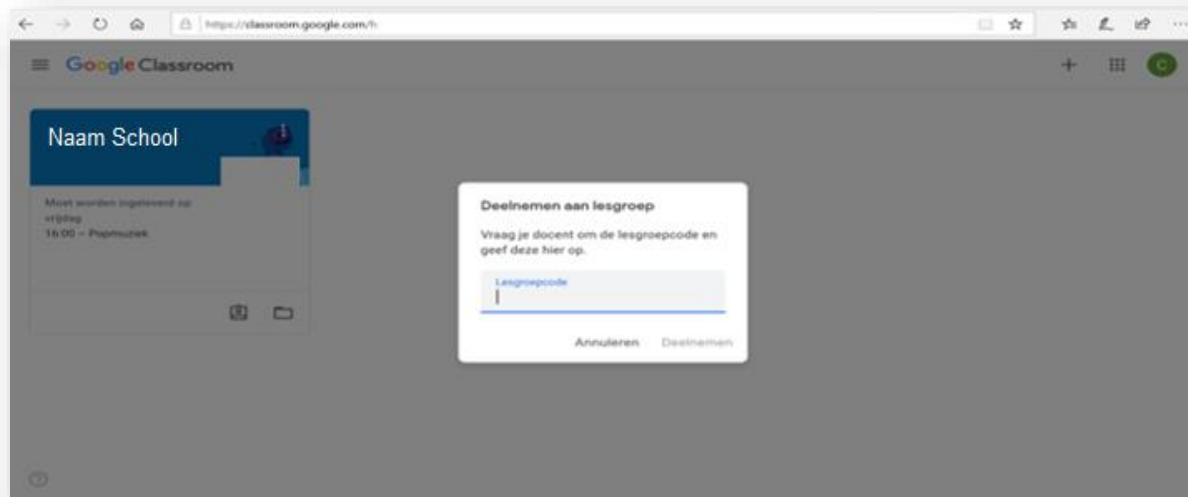 https://classroom.google.com/h
Google Classroom
C
Naam School
Moet worden ingeleverd op
vrijdag
16:00 – Popmuziek
Deelnemen aan lesgroep
Vraag je docent om de lesgroepcode en
geef deze hier op.
Lesgroepcode
Annuleren Deelnemen